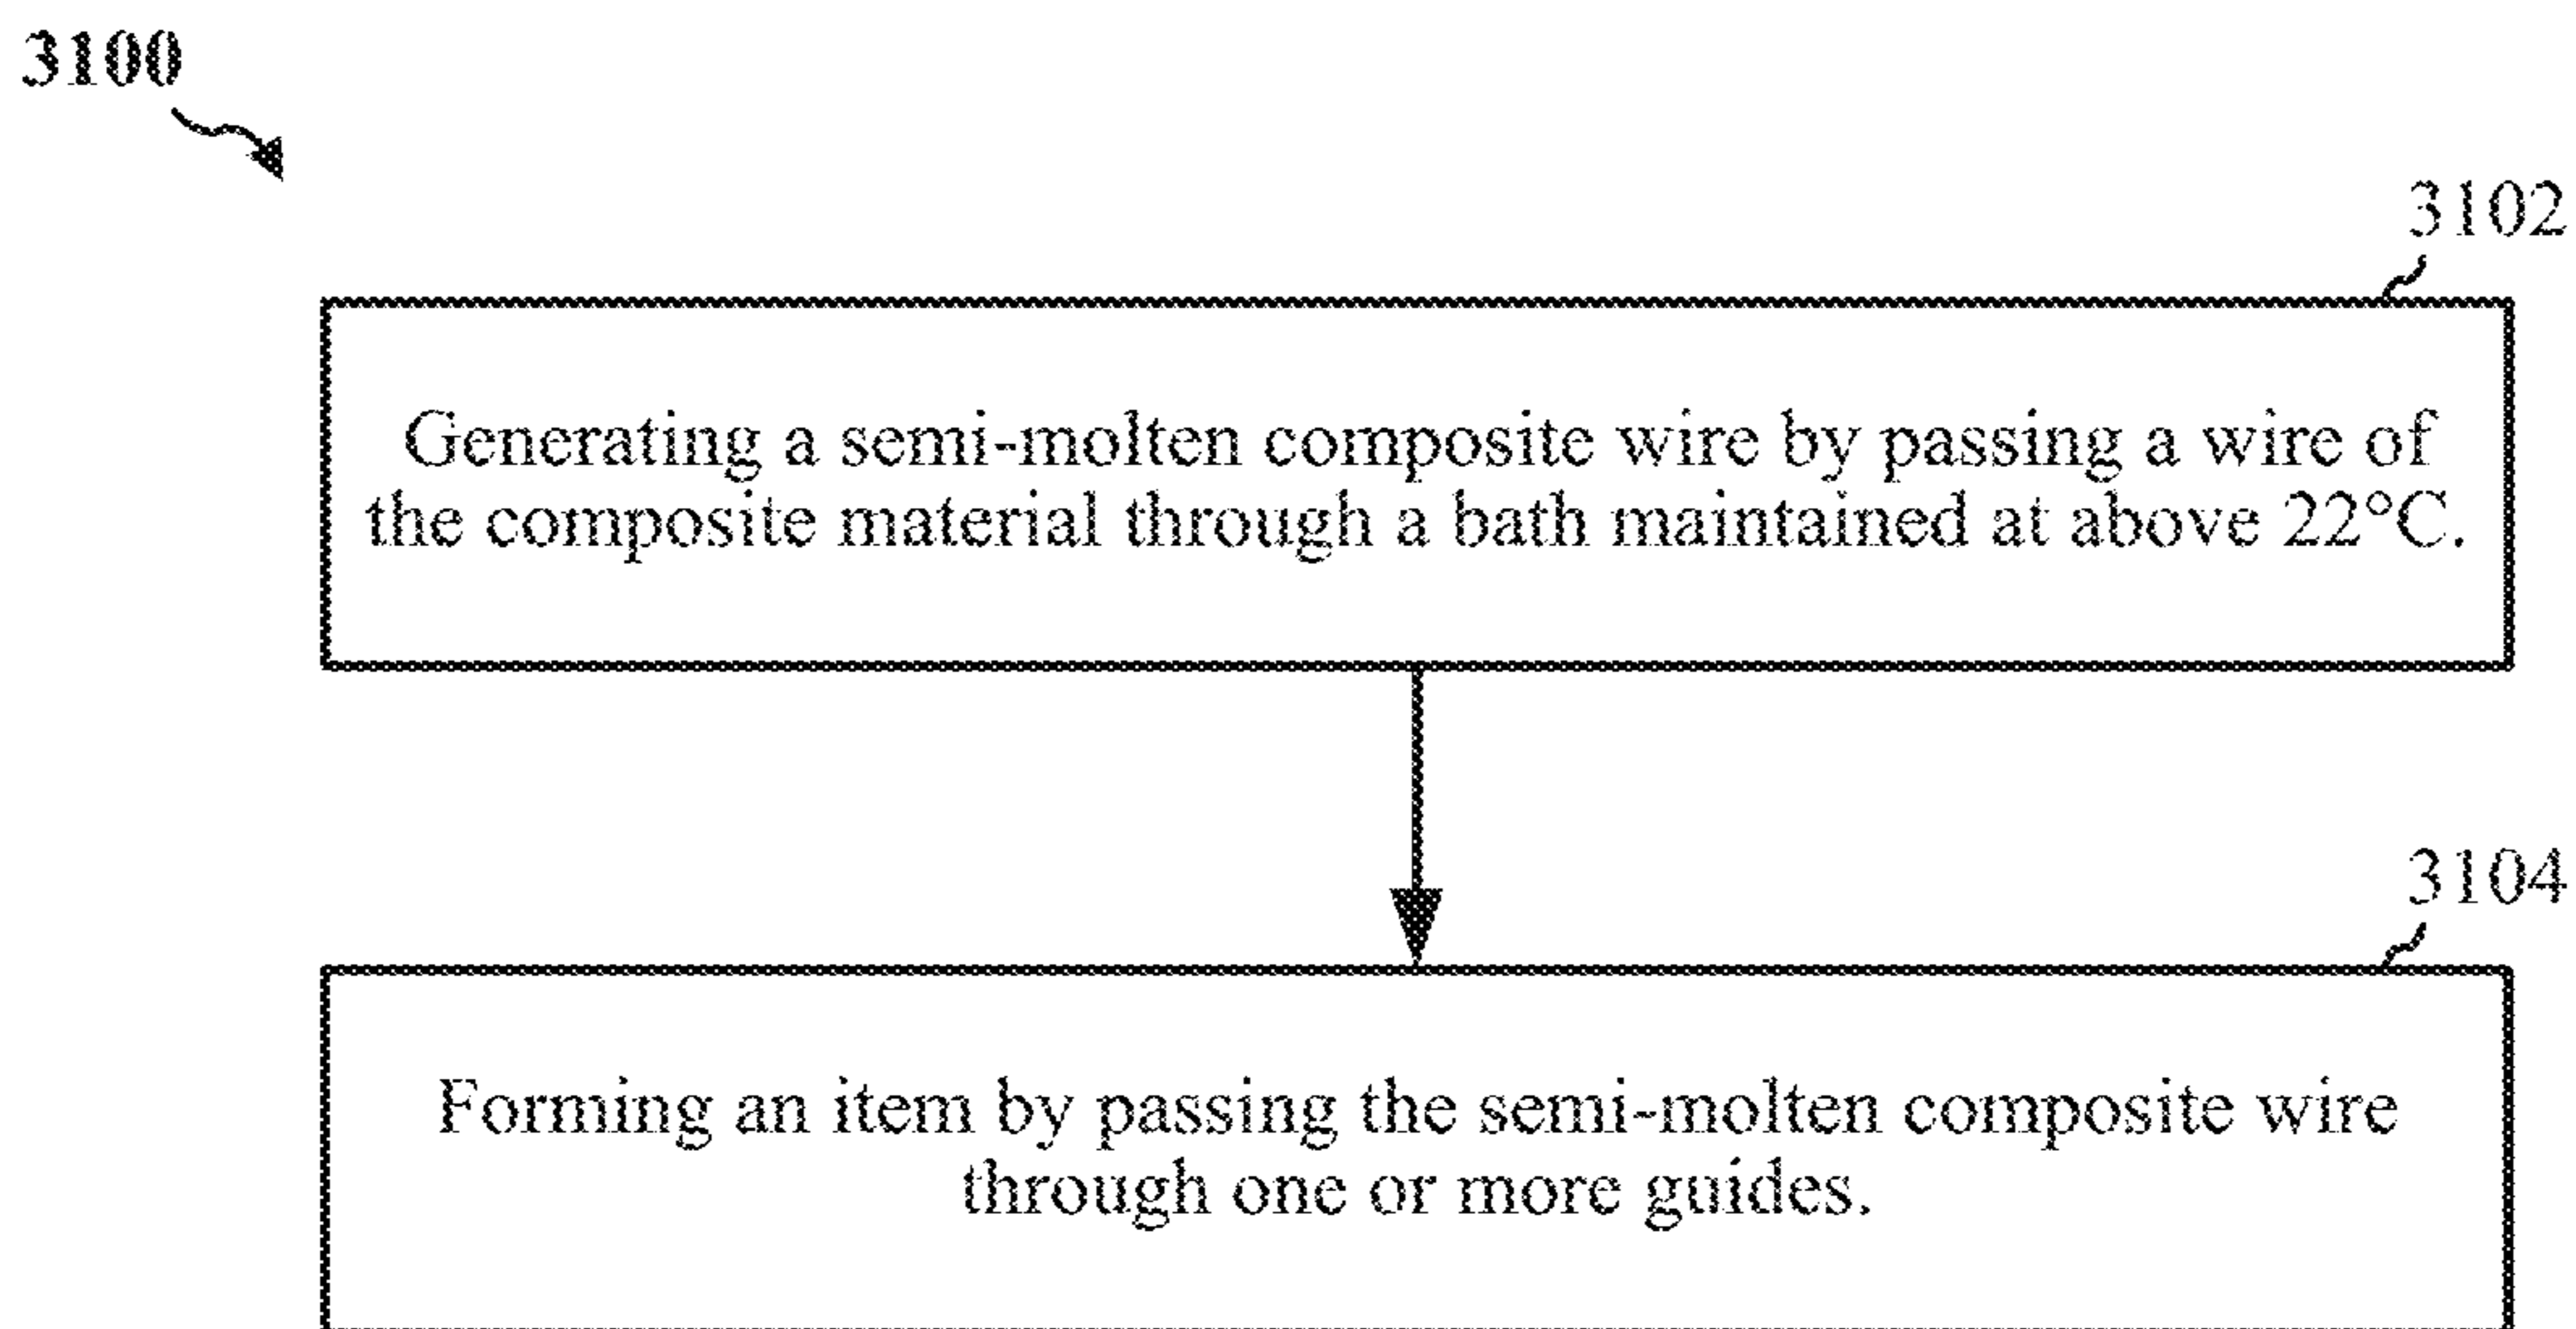 3100
3102
Generating a semi-molten composite wire by passing a wire of
the composite material through a bath maintained at above 22°C.
3104
Forming an item by passing the semi-molten composite wire
through one or more guides.